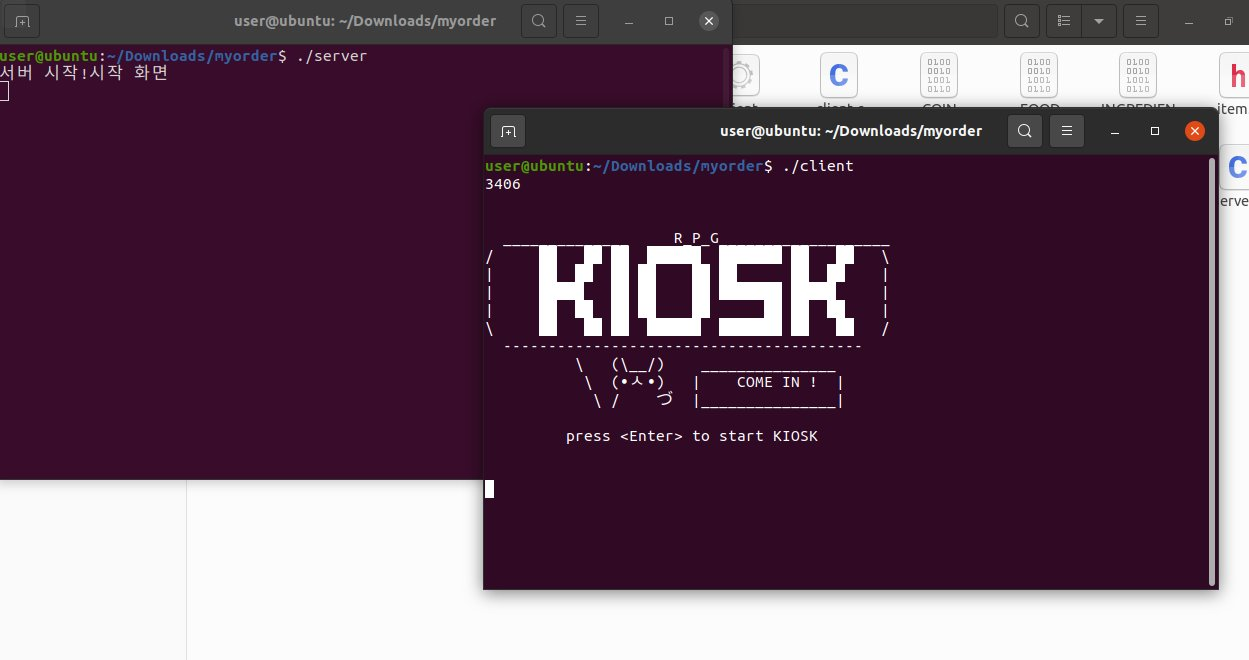 user@ubuntu: ~/Downloads/myorder
user@ubuntu:~/Downloads/myorder$ ./server
서버 시작!시작 화면
client.c
COIN
FOOD
INGREDIEN
item
user@ubuntu: ~/Downloads/myorder
user@ubuntu:~/Downloads/myorder$ ./client
3406
R_P_G
KIOSK
(\__/)
(•ㅅ•)
/ づ
COME IN !
press <Enter> to start KIOSK